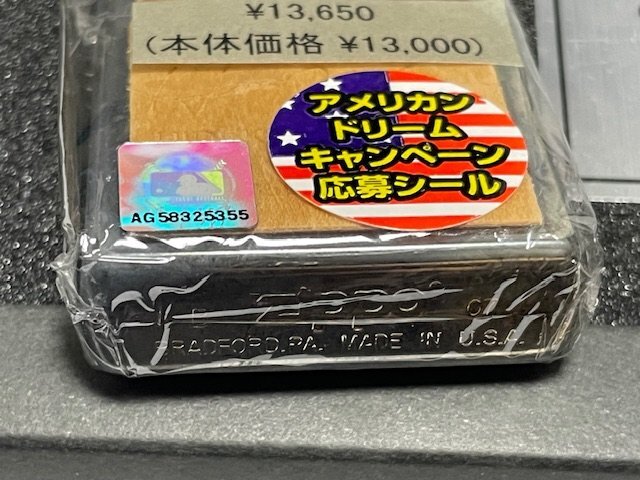 ¥13,650
(本体価格 ¥13,000)
アメリカン
ドリーム
キャンペーン
応募シール
AG58325355
E Zippo
BRADFORD.PA. MADE IN U.S.A.